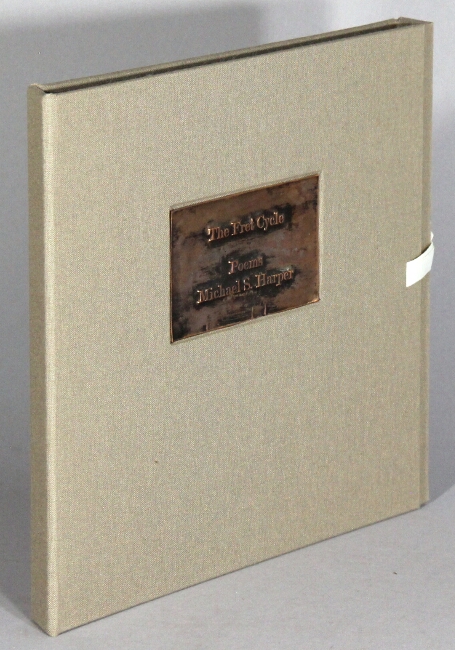 The Fret Cycle
Poems
Michael S. Harper